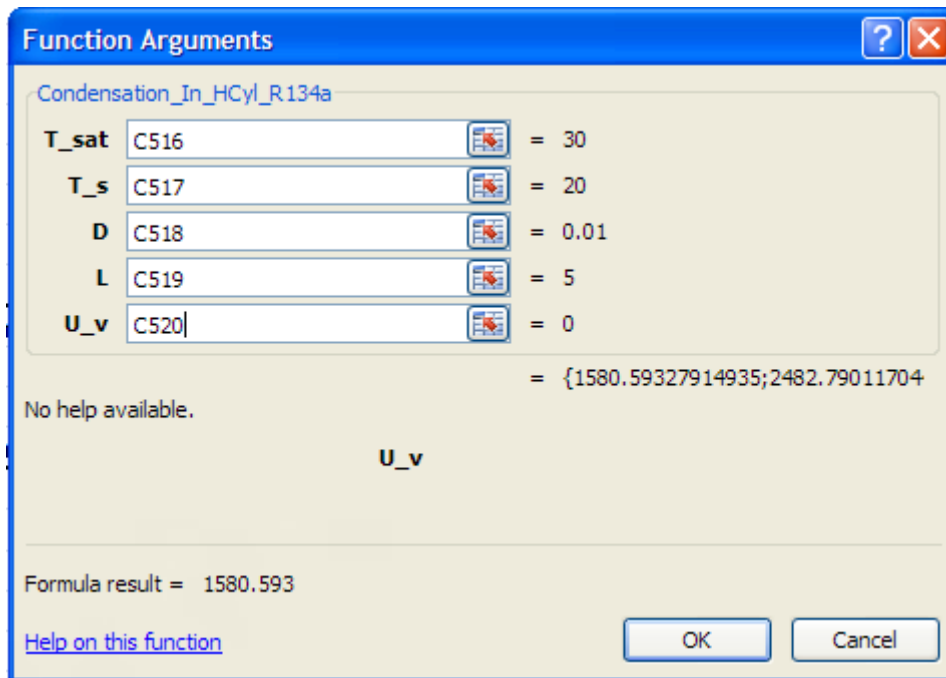 Function Arguments ?
Condensation_In_HCyl_R134a
T_sat C516 = 30
T_s C517 = 20
D C518 = 0.01
L C519 = 5
U_v C520 = 0
= {1580.59327914935;2482.79011704
No help available.
U_v
Formula result = 1580.593
Help on this function OK Cancel